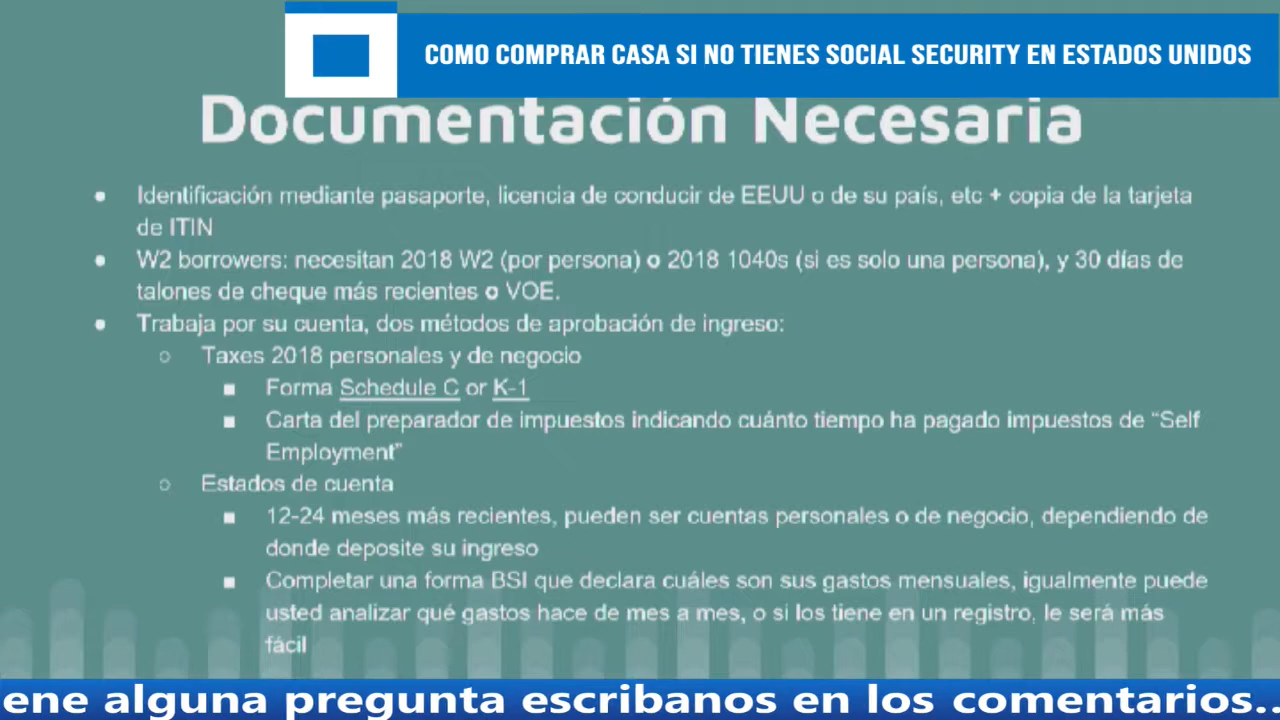 COMO COMPRAR CASA SI NO TIENES SOCIAL SECURITY EN ESTADOS UNIDOS
Documentación Necesaria
• Identificación mediante pasaporte, licencia de conducir de EEUU o de su país, etc + copia de la tarjeta
de ITIN
• W2 borrowers: necesitan 2018 W2 (por persona) o 2018 1040s (si es solo una persona), y 30 días de
talones de cheque más recientes o VOE.
• Trabaja por su cuenta, dos métodos de aprobación de ingreso:
○ Taxes 2018 personales y de negocio
■ Forma Schedule C or K-1
■ Carta del preparador de impuestos indicando cuánto tiempo ha pagado impuestos de “Self
Employment”
○ Estados de cuenta
■ 12-24 meses más recientes, pueden ser cuentas personales o de negocio, dependiendo de
donde deposite su ingreso
■ Completar una forma BSI que declara cuáles son sus gastos mensuales, igualmente puede
usted analizar qué gastos hace de mes a mes, o si los tiene en un registro, le será más
fácil
ene alguna pregunta escribanos en los comentarios..